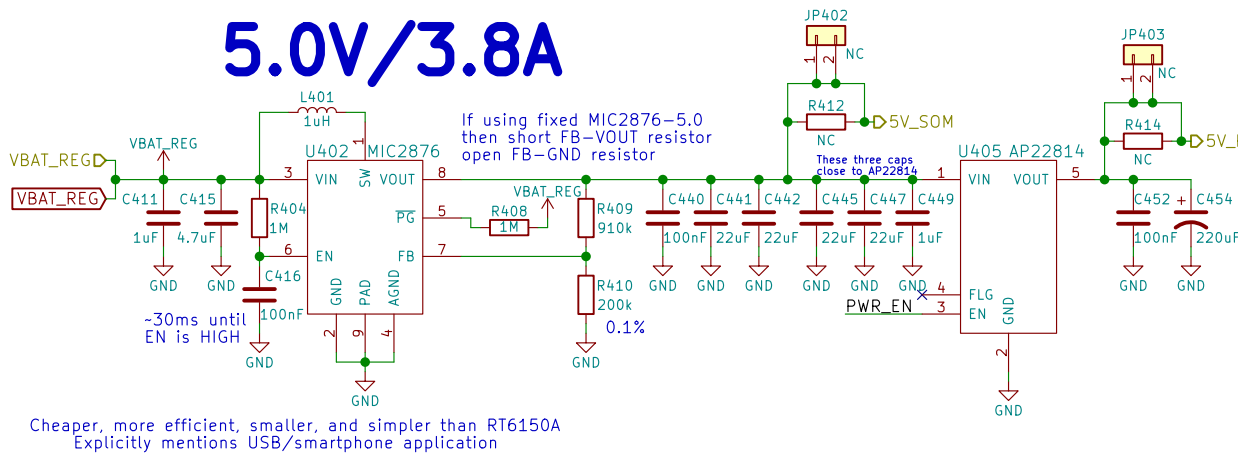 5.0V/3.8A
JP402
1
2
NC
R412
NC
5V_SOM
JP403
1
2
NC
R414
NC
L401
1uH
If using fixed MIC2876-5.0
then short FB-VOUT resistor
open FB-GND resistor
These three caps
close to AP22814
VBAT_REG
VBAT_REG
VBAT_REG
U402 MIC2876
1
3 VIN
SW
VOUT 8
PG 5
FB 7
6 EN
GND
PAD
AGND
2
9
4
GND
C411
1uF
GND
C415
4.7uF
GND
R404
1M
C416
100nF
GND
~30ms until
EN is HIGH
R408
1M
VBAT_REG
R409
910k
R410
200k
0.1%
GND
C440
100nF
GND
C441
22uF
GND
C442
22uF
GND
C445
22uF
GND
C447
22uF
GND
C449
1uF
GND
U405 AP22814
1 VIN
VOUT 5
4 FLG
PWR_EN
3 EN
GND
2
GND
C452
100nF
GND
+
C454
220uF
GND
Cheaper, more efficient, smaller, and simpler than RT6150A
Explicitly mentions USB/smartphone application